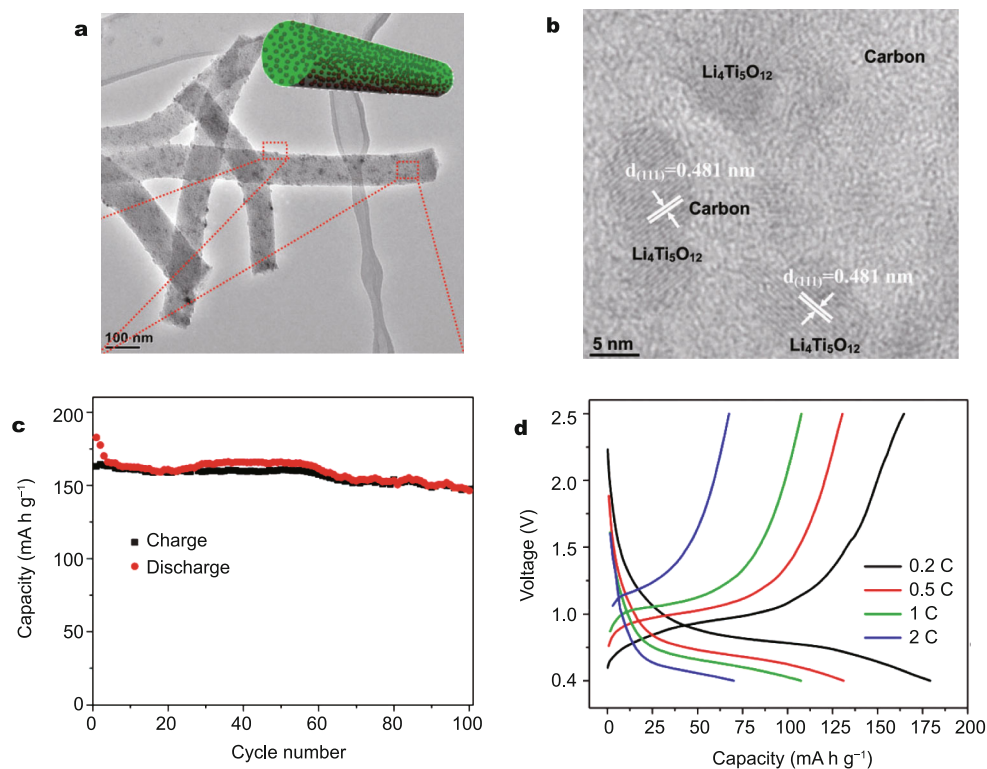 a
100 nm
b
Li₄Ti₅O₁₂
Carbon
d₍₁₁₁₎=0.481 nm
Carbon
Li₄Ti₅O₁₂
d₍₁₁₁₎=0.481 nm
Li₄Ti₅O₁₂
5 nm
c
Capacity (mA h g⁻¹)
200
150
100
50
0
Charge
Discharge
0 20 40 60 80 100
Cycle number
d
Voltage (V)
2.5
2.0
1.5
1.0
0.4
0.2 C
0.5 C
1 C
2 C
0 25 50 75 100 125 150 175 200
Capacity (mA h g⁻¹)